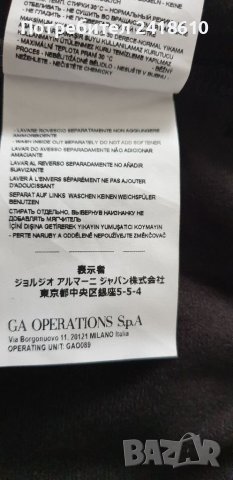 Потребител 2418610
- LAVARE ROVESCIO SEPARATAMENTE NON AGGIUNGERE
AMMORBIDENTE
- WASH INSIDE OUT SEPARATELY DO NOT ADD SOFTENER
LAVAR DO AVESSO SEPARADAMENTE NÃO ADICIONAR
AMACIANTE
LAVAR AL REVERSO SEPARADAMENTE NO AÑADIR
SUAVIZANTE
LAVER À L'ENVERS SÉPARÉMENT NE PAS AJOUTER
D'ADOUCISSANT
SEPARAT AUF LINKS WASCHEN KEINEN WEICHSPÜLER
BENUTZEN
СТИРАТЬ ОТДЕЛЬНО, ВЫВЕРНУВ НАИЗНАНКУ НЕ
ДОБАВЛЯТЬ МЯГЧИТЕЛЬ
İÇİNİ DIŞINA GETİREREK YIKAYIN YUMUŞATICI KOYMAYIN
- PERTE NARUBY A ODDĚLENĚ NEPOUŽÍVEJTE ZMĚKČOVAČ
表示者
ジョルジオ アルマーニ ジャパン株式会社
東京都中央区銀座5-5-4
GA OPERATIONS S.p.A
Via Borgonuovo 11, 20121 MILANO Italia
OPERATING UNIT: GAO089
BAZAR.BG